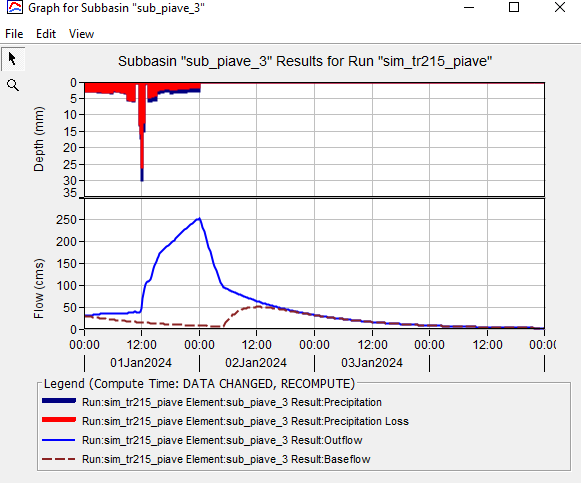 Graph for Subbasin "sub_piave_3"
File Edit View
Subbasin "sub_piave_3" Results for Run "sim_tr215_piave"
Depth (mm)
0
5
10
15
20
25
30
35
Flow (cms)
250
200
150
100
50
0
00:00 12:00 00:00 12:00 00:00 12:00 00:00 12:00 00:00
01Jan2024 02Jan2024 03Jan2024
Legend (Compute Time: DATA CHANGED, RECOMPUTE)
Run:sim_tr215_piave Element:sub_piave_3 Result:Precipitation
Run:sim_tr215_piave Element:sub_piave_3 Result:Precipitation Loss
Run:sim_tr215_piave Element:sub_piave_3 Result:Outflow
Run:sim_tr215_piave Element:sub_piave_3 Result:Baseflow